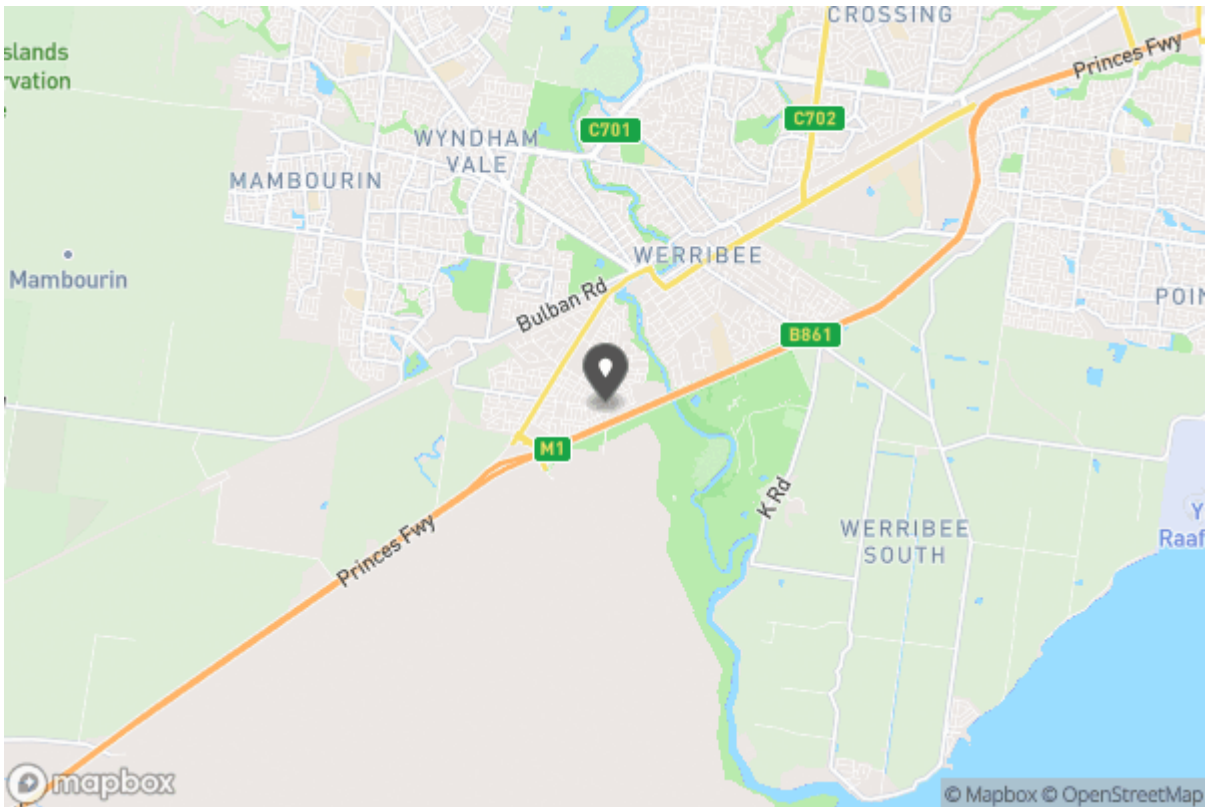 CROSSING
Princes Fwy
slands
rvation
e
C701
C702
WYNDHAM
VALE
MAMBOURIN
WERRIBEE
Mambourin
Bulban Rd
POIN
B861
M1
K Rd
Princes Fwy
WERRIBEE
SOUTH
Y
Raaf
mapbox
© Mapbox © OpenStreetMap